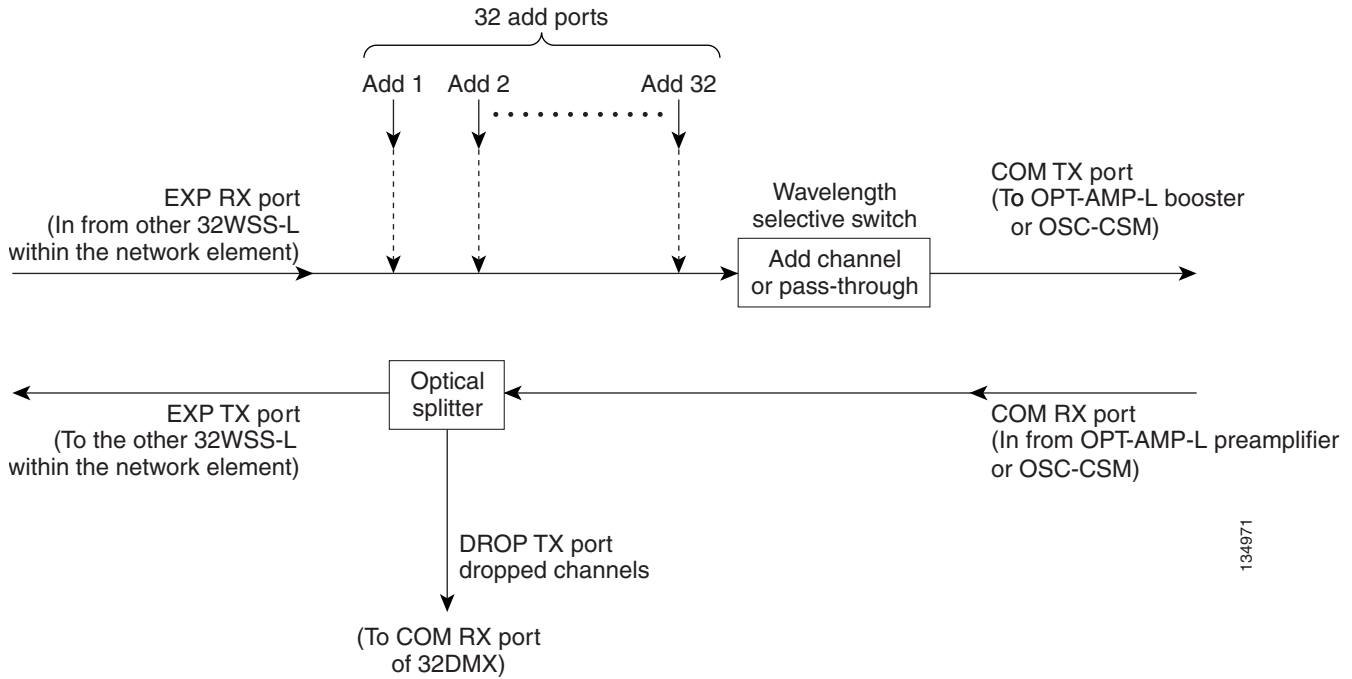 32 add ports
Add 1
Add 2
Add 32
EXP RX port
(In from other 32WSS-L
within the network element)
Wavelength
selective switch
Add channel
or pass-through
COM TX port
(To OPT-AMP-L booster
or OSC-CSM)
Optical
splitter
EXP TX port
(To the other 32WSS-L
within the network element)
COM RX port
(In from OPT-AMP-L preamplifier
or OSC-CSM)
DROP TX port
dropped channels
(To COM RX port
of 32DMX)
134971